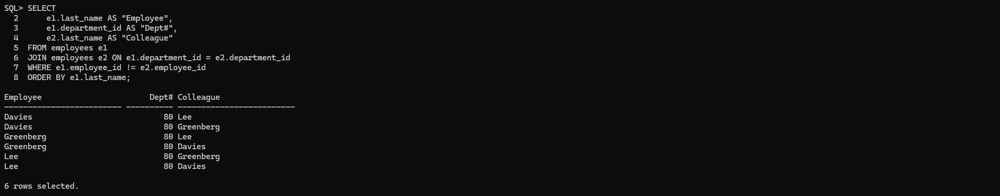 SQL> SELECT
  2      e1.last_name AS "Employee",
  3      e1.department_id AS "Dept#",
  4      e2.last_name AS "Colleague"
  5  FROM employees e1
  6  JOIN employees e2 ON e1.department_id = e2.department_id
  7  WHERE e1.employee_id != e2.employee_id
  8  ORDER BY e1.last_name;

Employee                       Dept# Colleague
------------------------- ---------- -------------------------
Davies                            80 Lee
Davies                            80 Greenberg
Greenberg                         80 Lee
Greenberg                         80 Davies
Lee                               80 Greenberg
Lee                               80 Davies

6 rows selected.